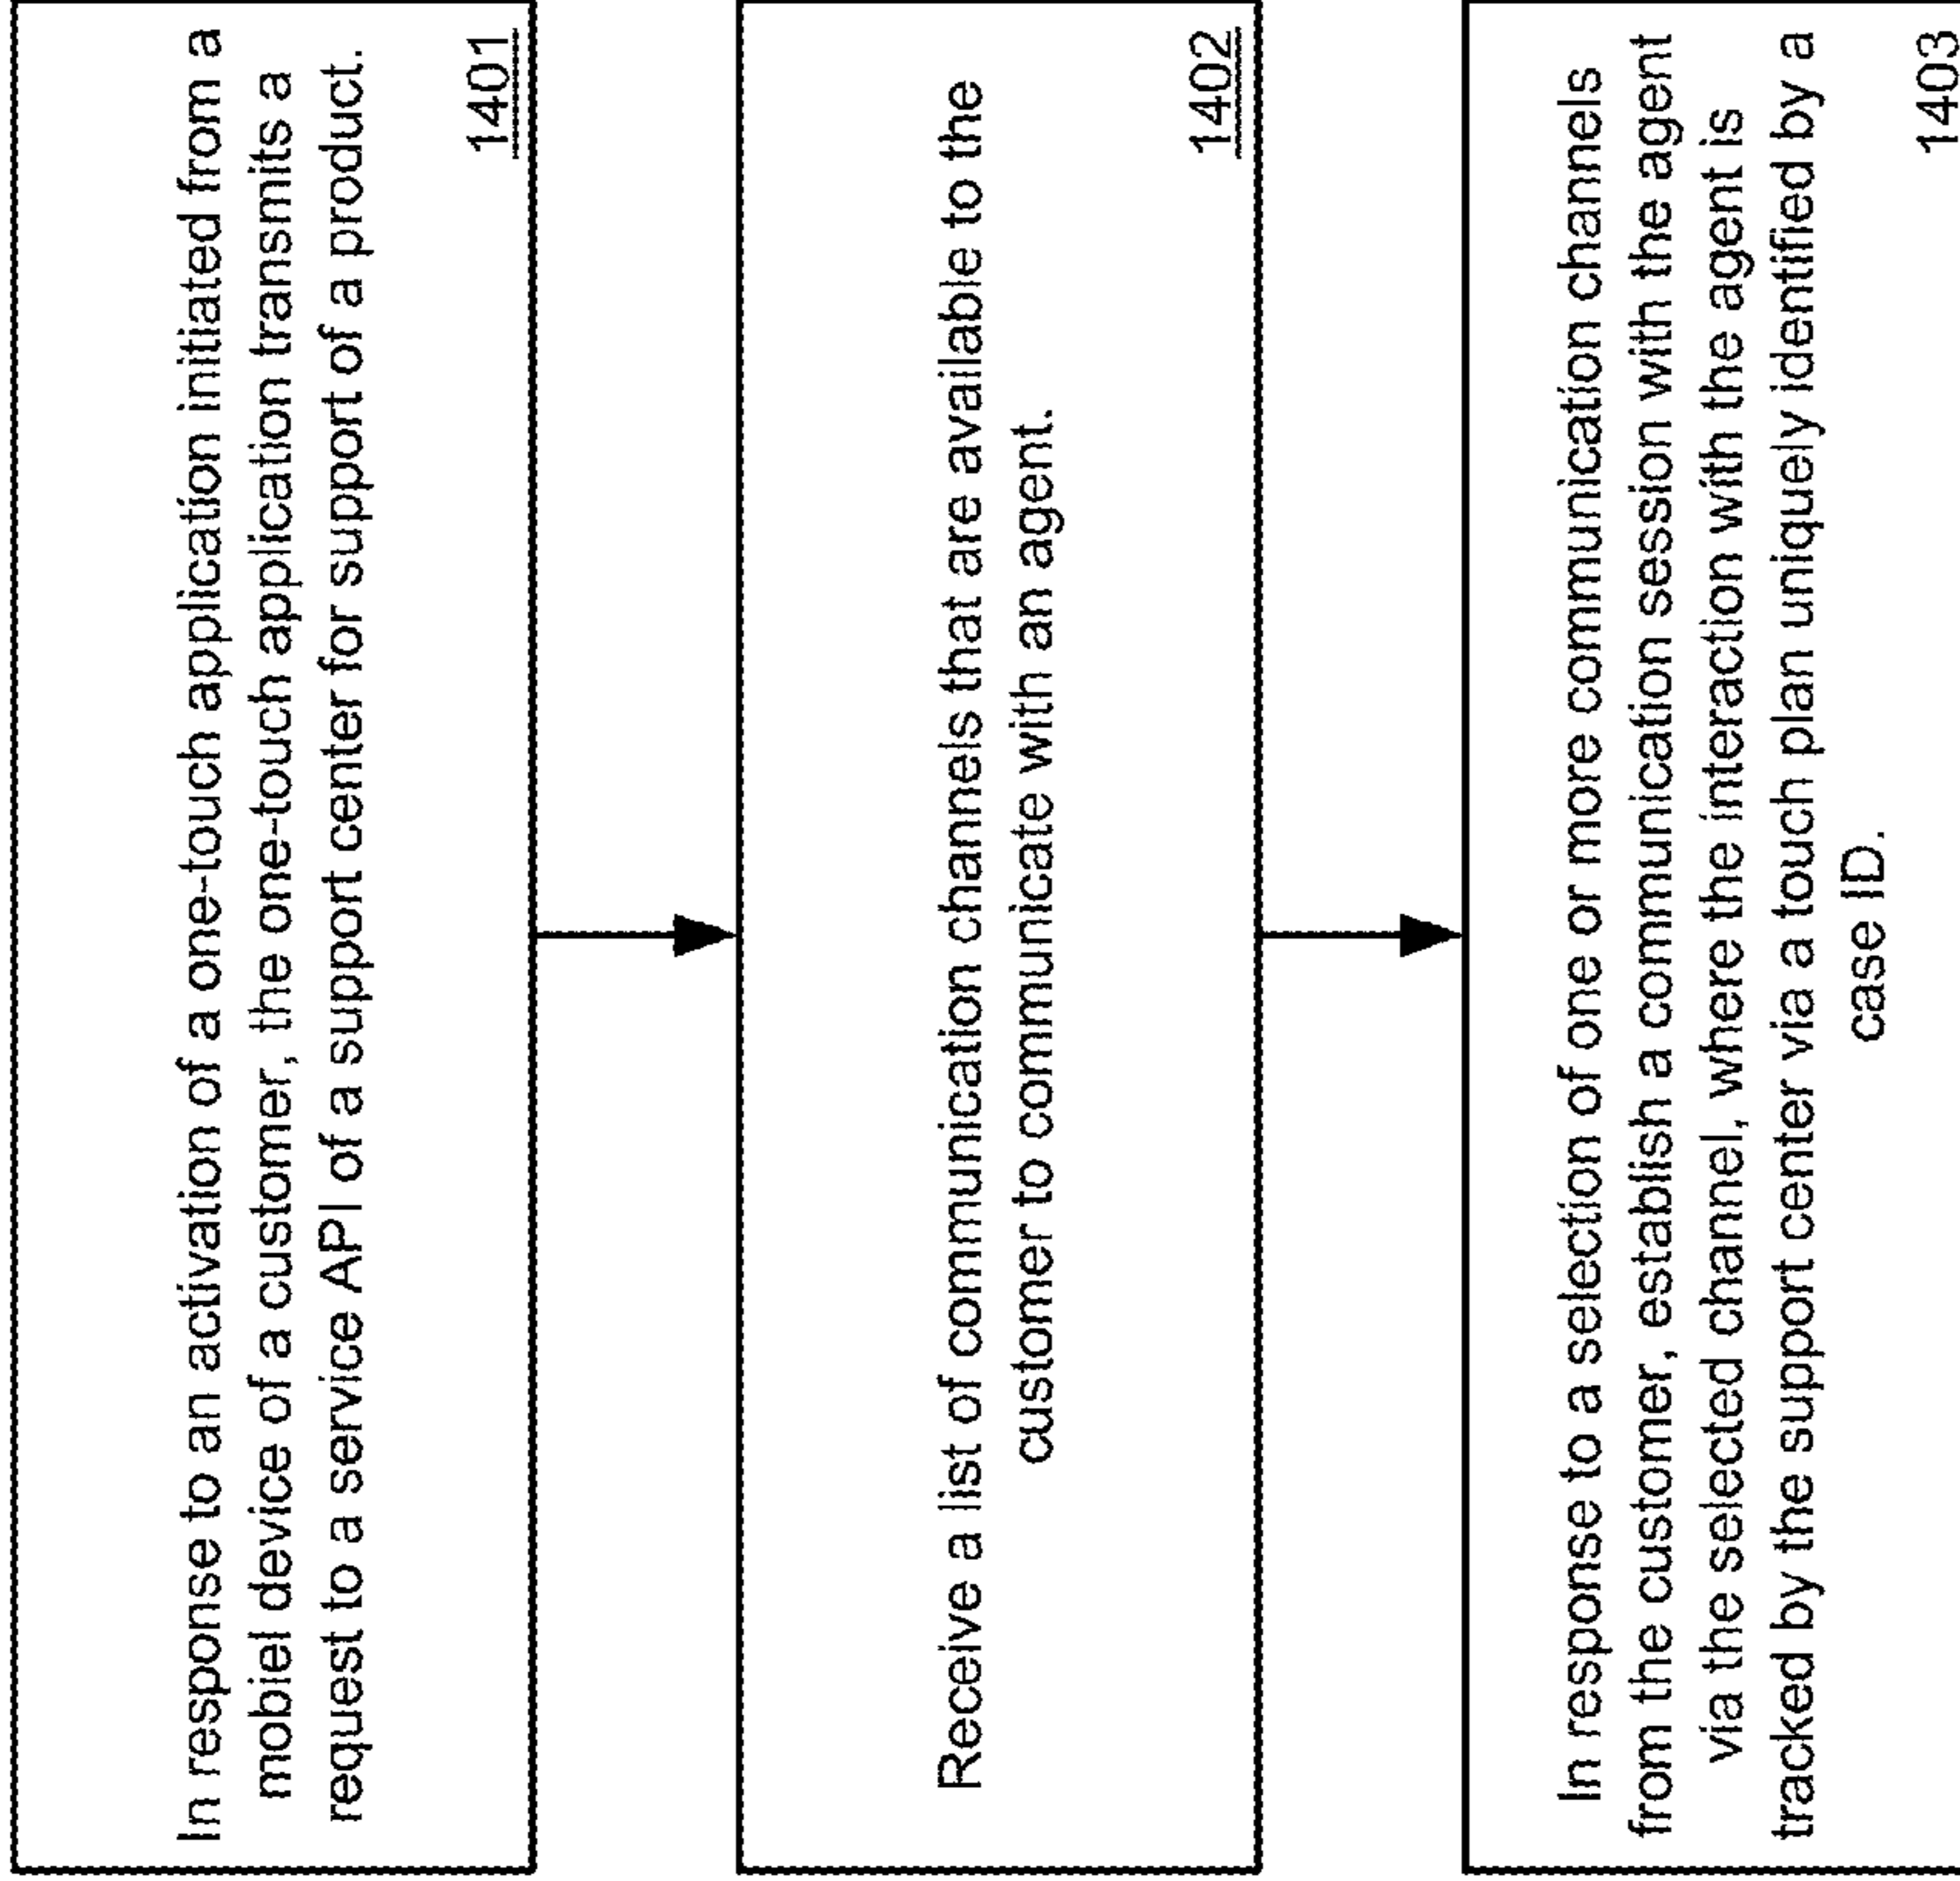 In response to an activation of a one-touch application initiated from a
mobiel device of a customer, the one-touch application transmits a
request to a service API of a support center for support of a product.
1401
Receive a list of communication channels that are available to the
customer to communicate with an agent.
1402
In response to a selection of one or more communication channels
from the customer, establish a communication session with the agent
via the selected channel, where the interaction with the agent is
tracked by the support center via a touch plan uniquely identified by a
case ID.
1403